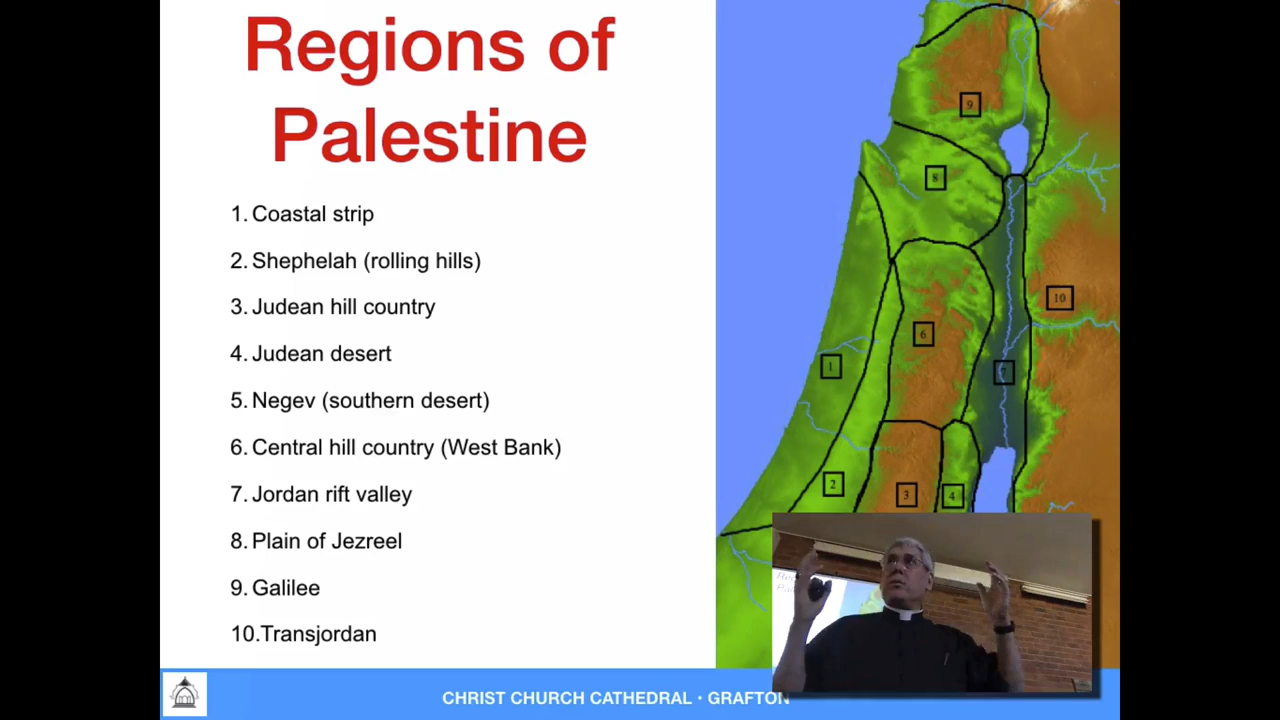 Regions of
Palestine
1. Coastal strip
2. Shephelah (rolling hills)
3. Judean hill country
4. Judean desert
5. Negev (southern desert)
6. Central hill country (West Bank)
7. Jordan rift valley
8. Plain of Jezreel
9. Galilee
10.Transjordan
9
8
10
6
1
7
2
3
4
CHRIST CHURCH CATHEDRAL • GRAFTON